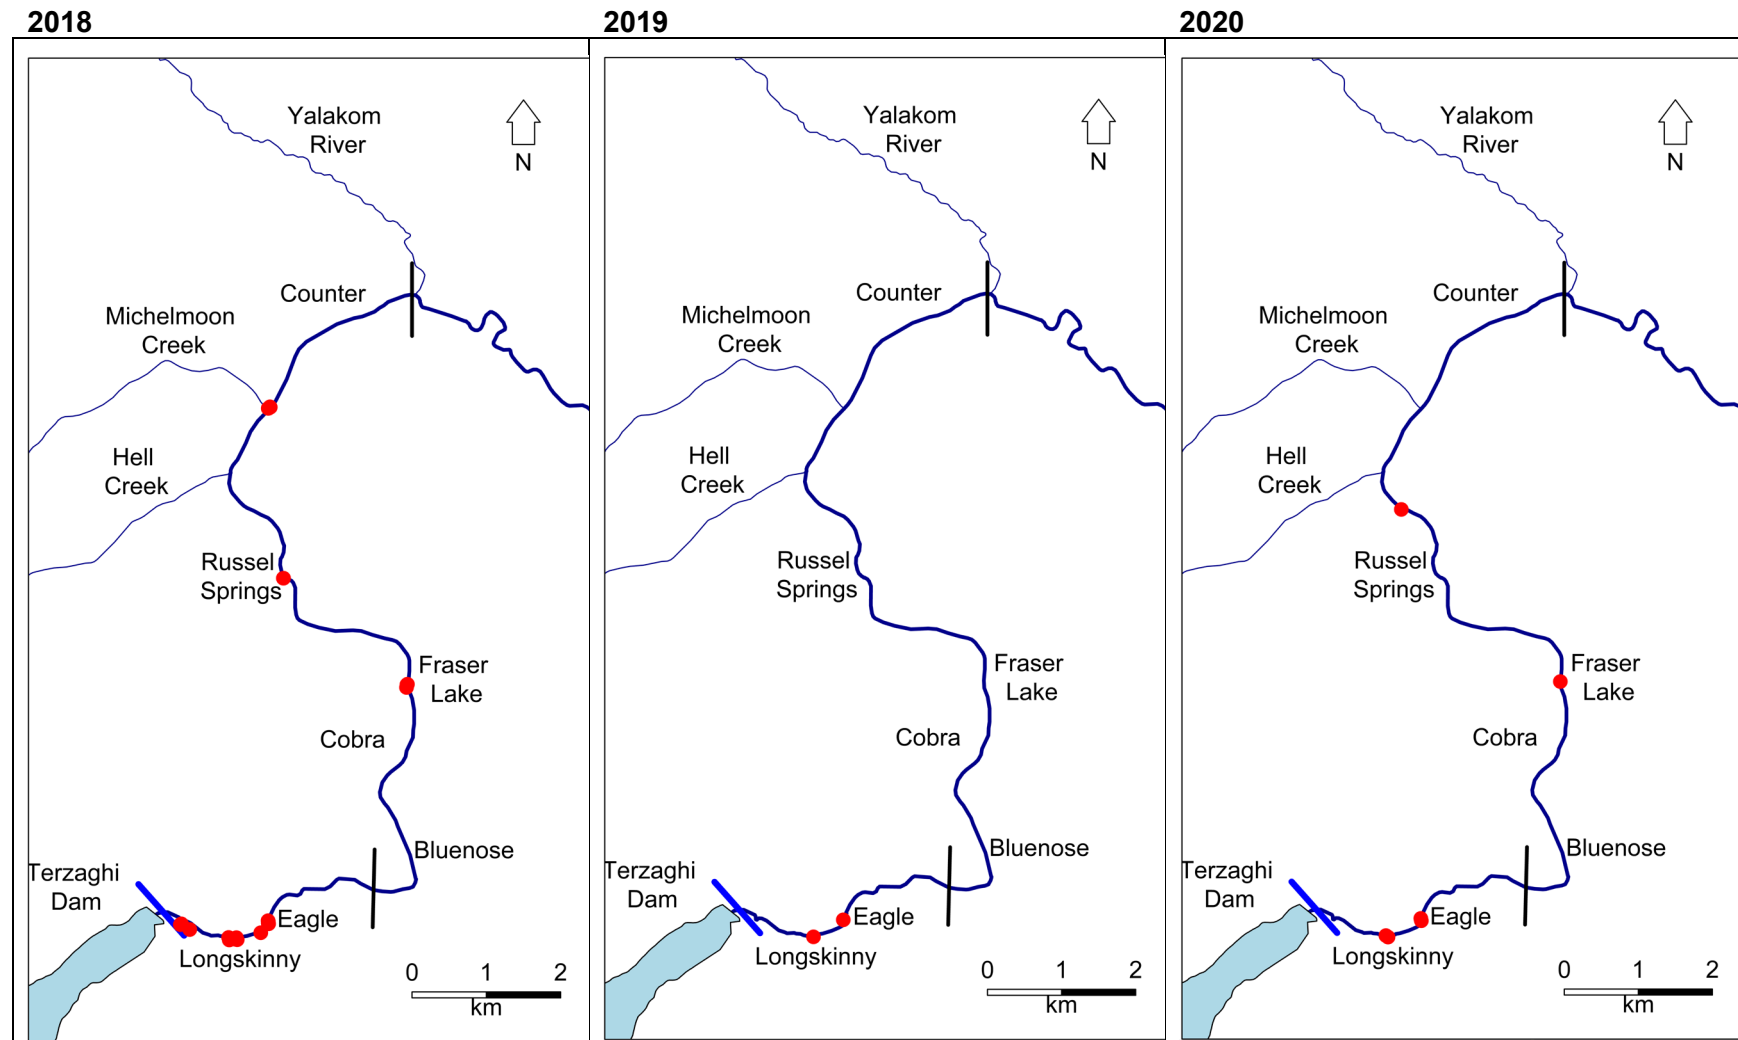 2018
Yalakom
River
N
Counter
Michelmoon
Creek
Hell
Creek
Russel
Springs
Fraser
Lake
Cobra
Bluenose
Terzaghi
Dam
Eagle
Longskinny
0 1 2
km
2019
Yalakom
River
N
Counter
Michelmoon
Creek
Hell
Creek
Russel
Springs
Fraser
Lake
Cobra
Bluenose
Terzaghi
Dam
Eagle
Longskinny
0 1 2
km
2020
Yalakom
River
N
Counter
Michelmoon
Creek
Hell
Creek
Russel
Springs
Fraser
Lake
Cobra
Bluenose
Terzaghi
Dam
Eagle
Longskinny
0 1 2
km